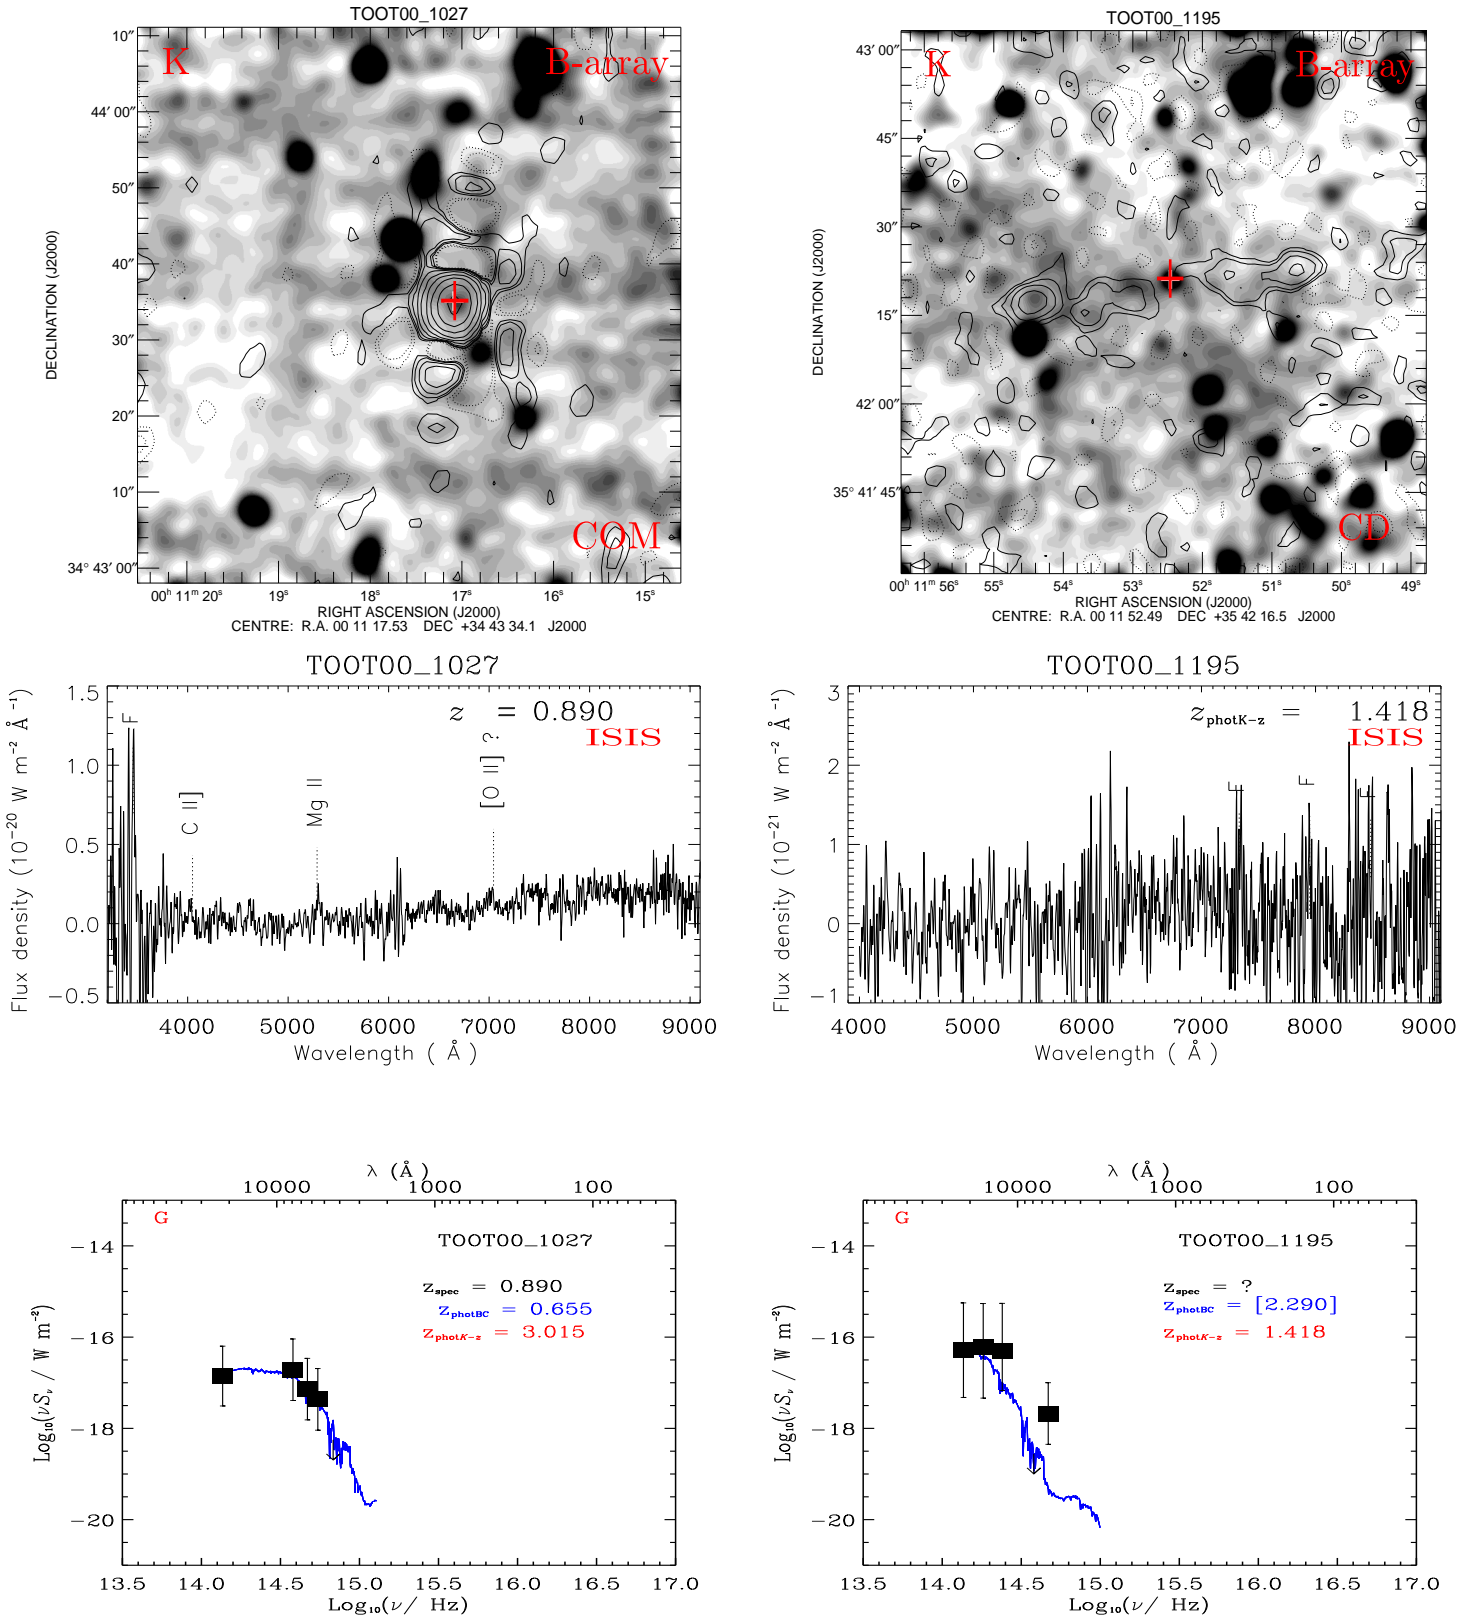 TOOT00_1027
K
B-array
COM
10″
44′ 00″
50″
40″
30″
20″
10″
34° 43′ 00″
DECLINATION (J2000)
00ʰ 11ᵐ 20ˢ
19ˢ
18ˢ
17ˢ
16ˢ
15ˢ
RIGHT ASCENSION (J2000)
CENTRE: R.A. 00 11 17.53 DEC +34 43 34.1 J2000
TOOT00_1195
K
B-array
CD
43′ 00″
45″
30″
15″
42′ 00″
35° 41′ 45″
DECLINATION (J2000)
00ʰ 11ᵐ 56ˢ
55ˢ
54ˢ
53ˢ
52ˢ
51ˢ
50ˢ
49ˢ
RIGHT ASCENSION (J2000)
CENTRE: R.A. 00 11 52.49 DEC +35 42 16.5 J2000
TOOT00_1027
z = 0.890
ISIS
F
C II]
Mg II
[O II] ?
1.5
1.0
0.5
0.0
−0.5
Flux density (10⁻²⁰ W m⁻² Å⁻¹)
4000 5000 6000 7000 8000 9000
Wavelength ( Å )
TOOT00_1195
z photK-z = 1.418
ISIS
F
F
F
3
2
1
0
−1
Flux density (10⁻²¹ W m⁻² Å⁻¹)
4000 5000 6000 7000 8000 9000
Wavelength ( Å )
λ (Å)
10000 1000 100
G
TOOT00_1027
z spec = 0.890
z photBC = 0.655
z photK-z = 3.015
−14
−16
−18
−20
Log₁₀(νSν / W m⁻²)
13.5 14.0 14.5 15.0 15.5 16.0 16.5 17.0
Log₁₀(ν/ Hz)
λ (Å)
10000 1000 100
G
TOOT00_1195
z spec = ?
z photBC = [2.290]
z photK-z = 1.418
−14
−16
−18
−20
Log₁₀(νSν / W m⁻²)
13.5 14.0 14.5 15.0 15.5 16.0 16.5 17.0
Log₁₀(ν/ Hz)